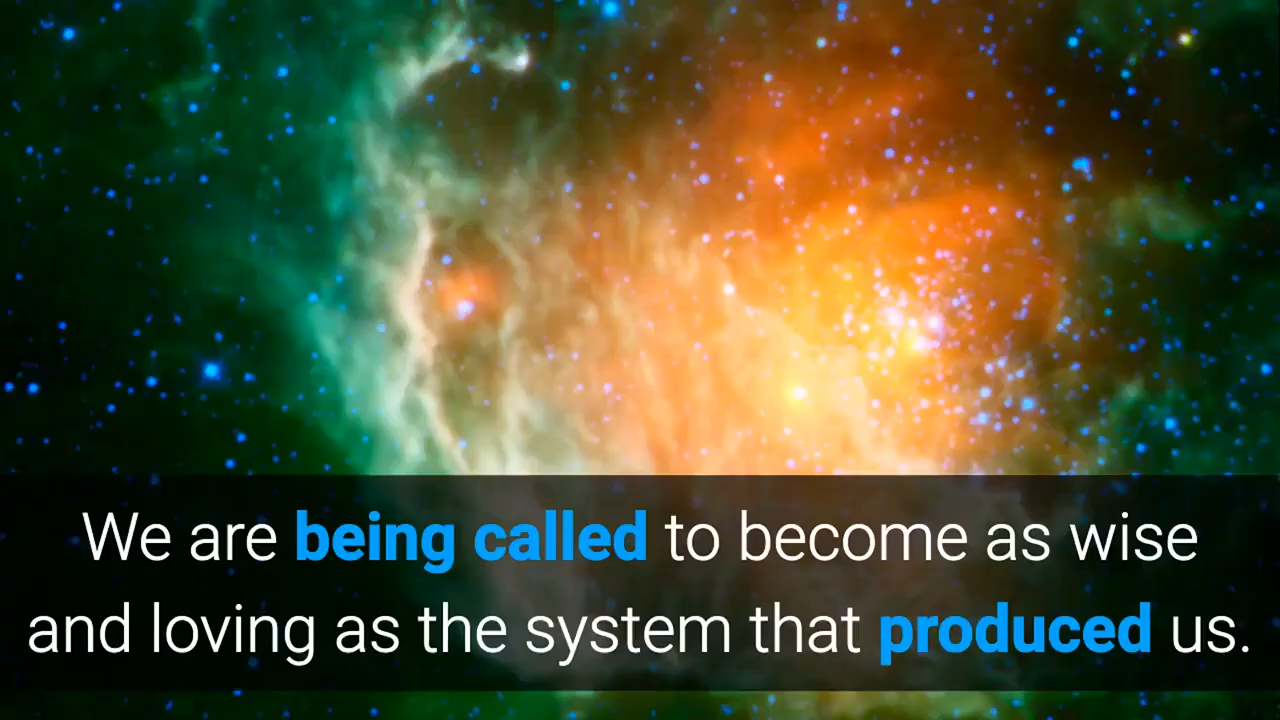 We are being called to become as wise
and loving as the system that produced us.